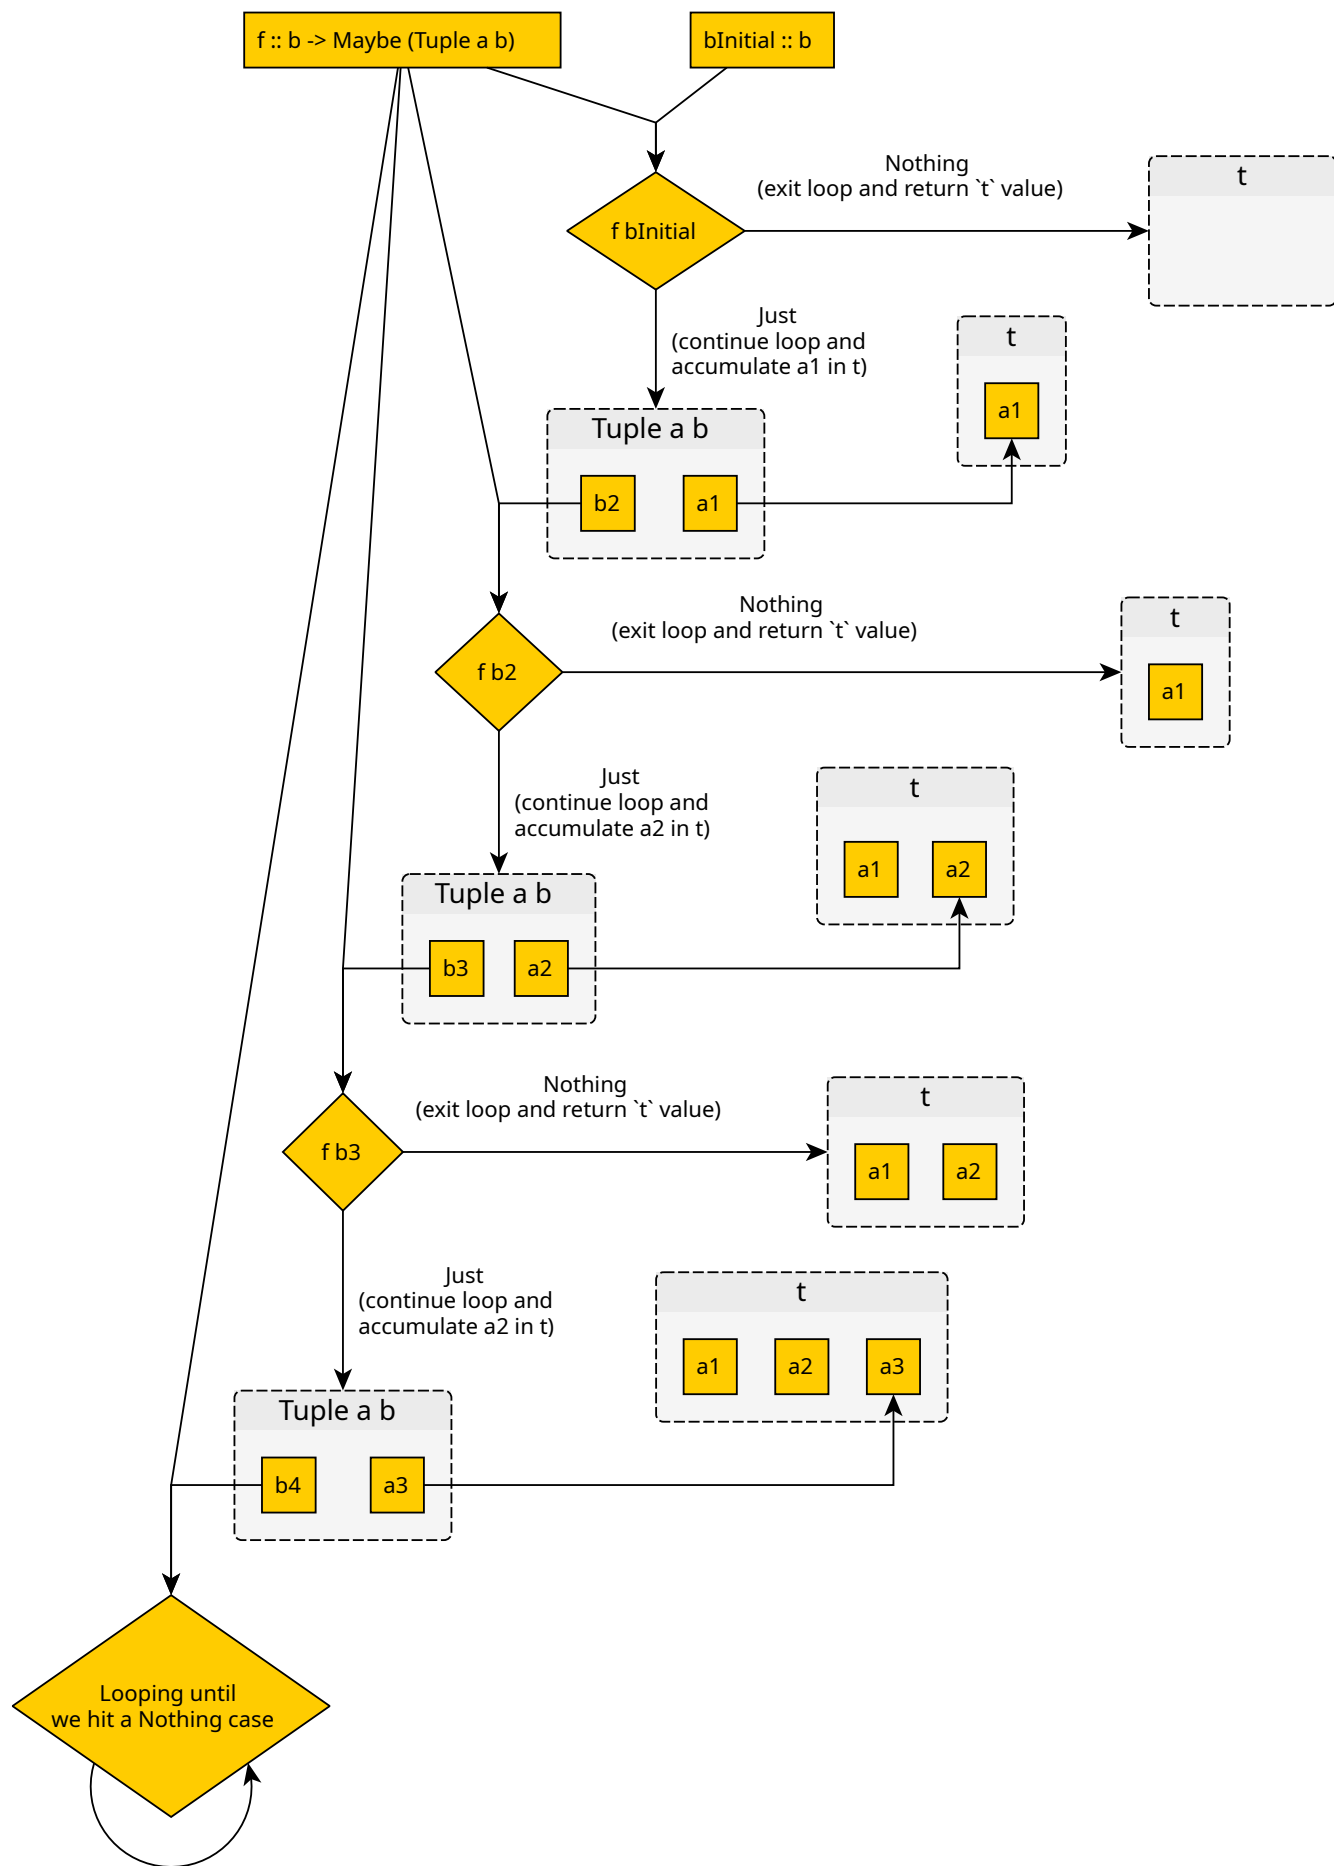 f :: b -> Maybe (Tuple a b)
bInitial :: b
Nothing
(exit loop and return `t` value)
t
f bInitial
Just
(continue loop and
accumulate a1 in t)
t
a1
Tuple a b
b2
a1
Nothing
(exit loop and return `t` value)
t
f b2
a1
Just
(continue loop and
accumulate a2 in t)
t
a1
a2
Tuple a b
b3
a2
Nothing
(exit loop and return `t` value)
t
f b3
a1
a2
Just
(continue loop and
accumulate a2 in t)
t
a1
a2
a3
Tuple a b
b4
a3
Looping until
we hit a Nothing case